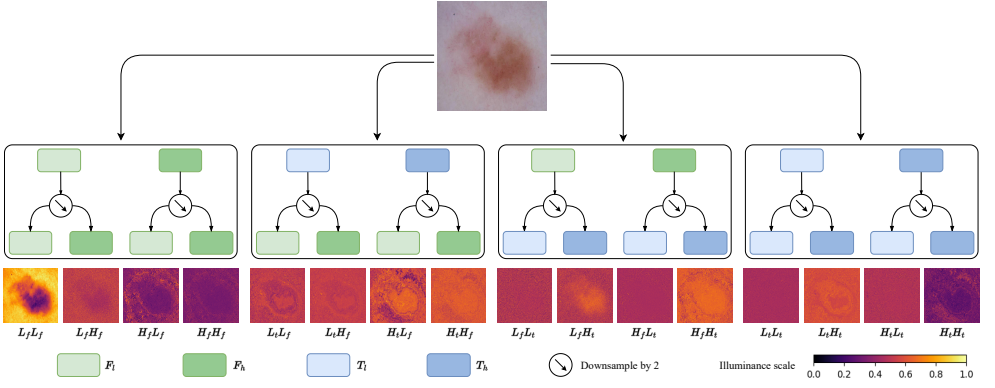 L_fL_f L_fH_f H_fL_f H_fH_f L_tL_f L_tH_f H_tL_f H_tH_f L_fL_t L_fH_t H_fL_t H_fH_t L_tL_t L_tH_t H_tL_t H_tH_t
F_l F_h T_l T_h Downsample by 2 Illuminance scale
0.0 0.2 0.4 0.6 0.8 1.0